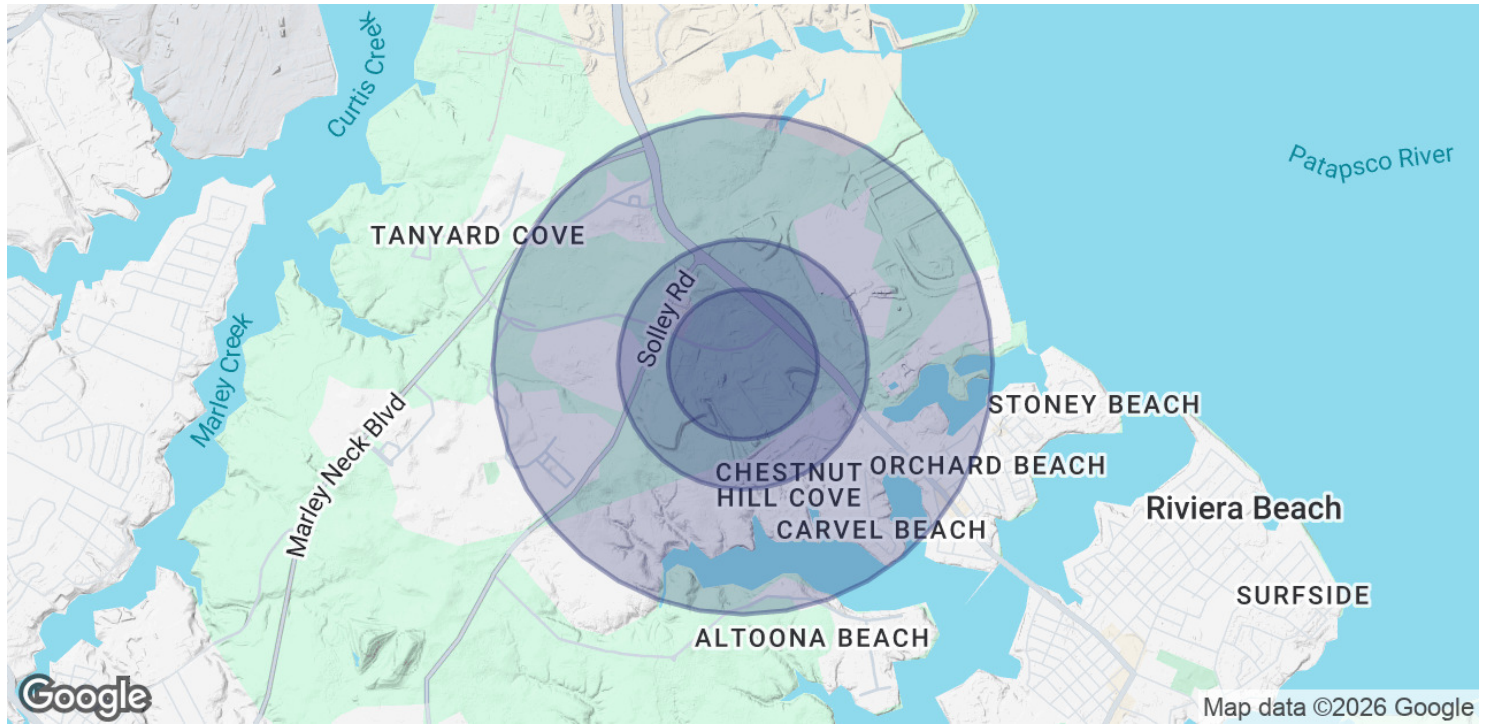 Curtis Creek
Patapsco River
TANYARD COVE
Solley Rd
Marley Creek
Marley Neck Blvd
STONEY BEACH
CHESTNUT
HILL COVE
ORCHARD BEACH
Riviera Beach
CARVEL BEACH
SURFSIDE
ALTOONA BEACH
Google
Map data ©2026 Google